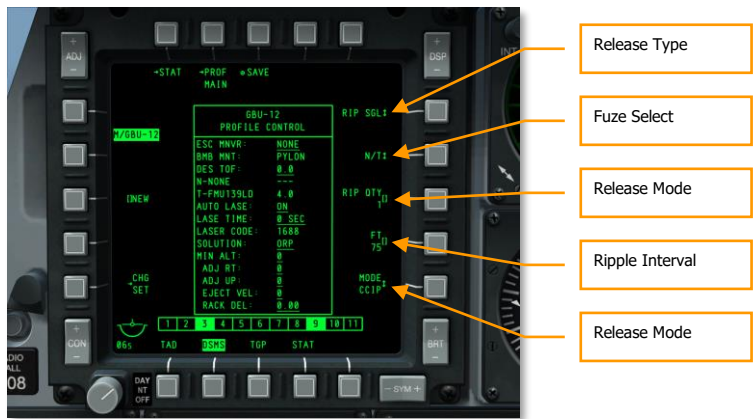 +
ADJ
−
+
DSP
−
INT
◄STAT ◄PROF ●SAVE
MAIN
M/GBU-12
GBU-12
PROFILE CONTROL
RIP SGL↕
ESC MNVR: NONE
BMB MNT: PYLON
N/T↕
DES TOF: 0.0
N-NONE ---
T-FMU139LD 4.0
[]NEW
RIP QTY
1[]
AUTO LASE: ON
LASE TIME: 0 SEC
LASER CODE: 1688
SOLUTION: ORP
FT
75[]
MIN ALT: 0
ADJ RT: 0
ADJ UP: 0
EJECT VEL: 0
RACK DEL: 0.00
CHG
SET
MODE
CCIP↕
1 2 3 4 5 6 7 8 9 10 11
+
CON
−
06s
TAD DSMS TGP STAT
+
BRT
−
DAY
NT
OFF
− SYM +
08
Release Type
Fuze Select
Release Mode
Ripple Interval
Release Mode